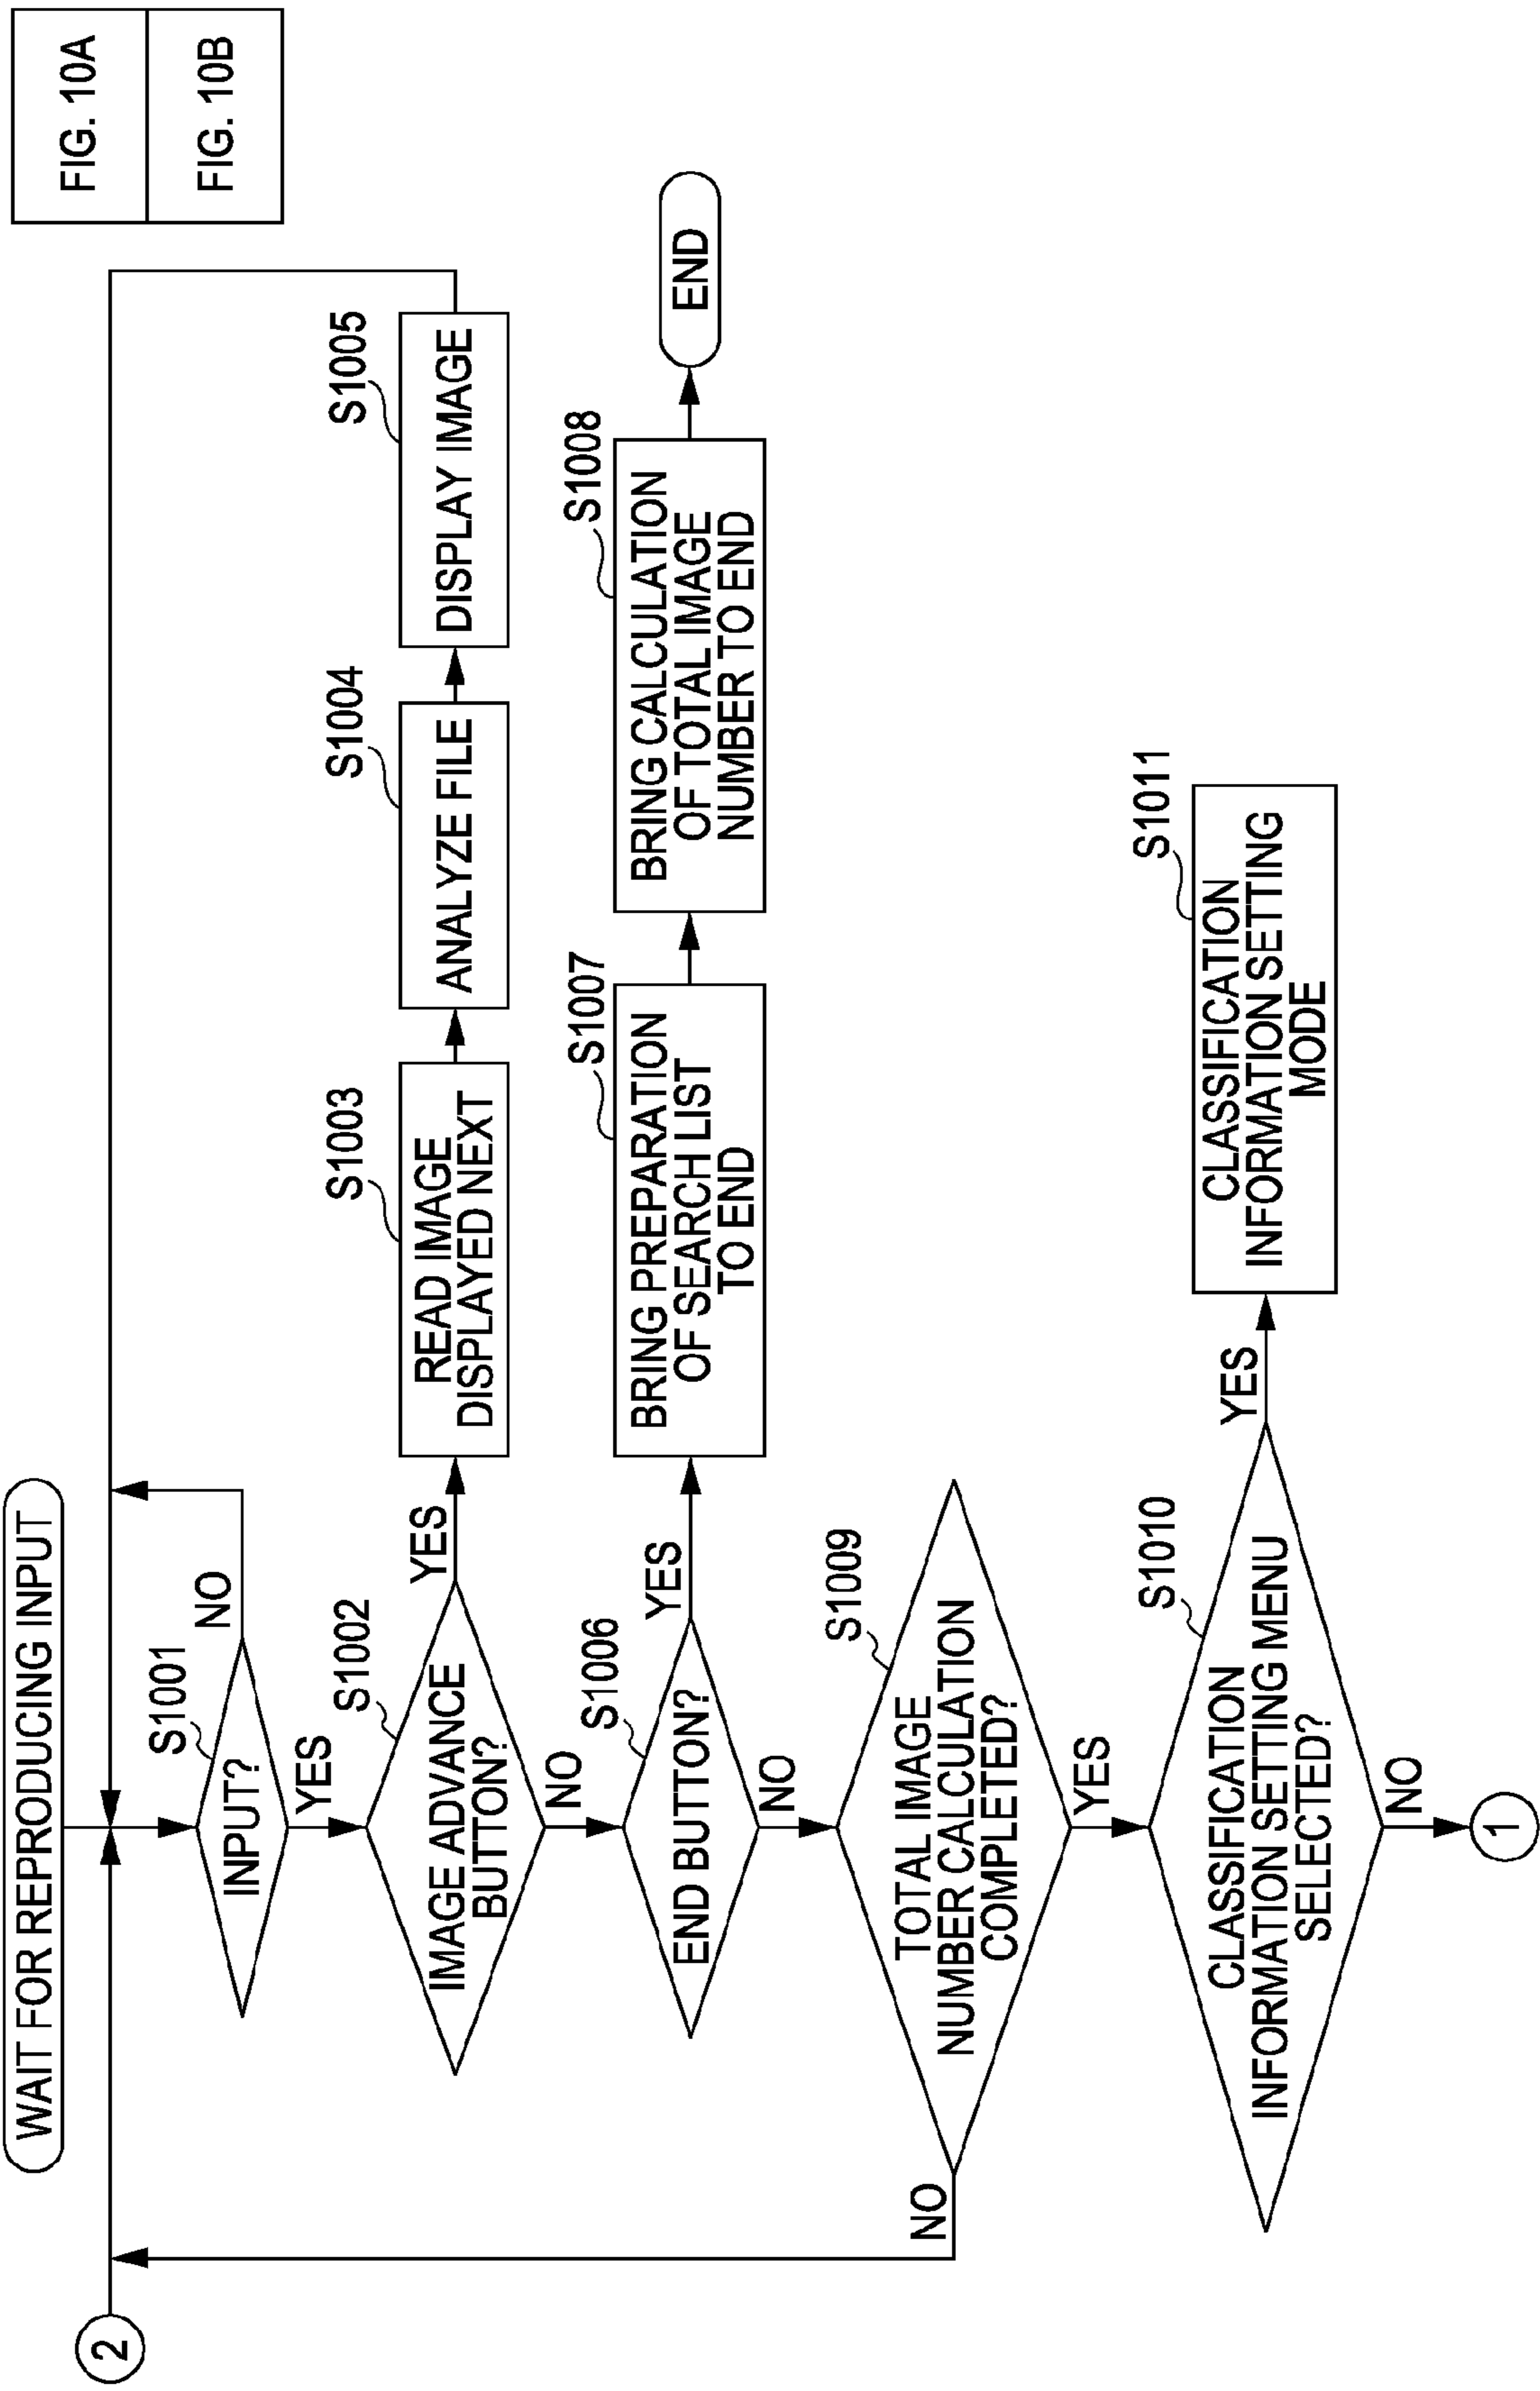 FIG. 10A
FIG. 10B
WAIT FOR REPRODUCING INPUT
2
S1001
INPUT?
NO
YES
S1002
IMAGE ADVANCE
BUTTON?
YES
NO
S1003
READ IMAGE
DISPLAYED NEXT
S1004
ANALYZE FILE
S1005
DISPLAY IMAGE
S1006
END BUTTON?
YES
NO
S1007
BRING PREPARATION
OF SEARCH LIST
TO END
S1008
BRING CALCULATION
OF TOTAL IMAGE
NUMBER TO END
END
S1009
TOTAL IMAGE
NUMBER CALCULATION
COMPLETED?
NO
YES
S1010
CLASSIFICATION
INFORMATION SETTING MENU
SELECTED?
YES
NO
S1011
CLASSIFICATION
INFORMATION SETTING
MODE
1